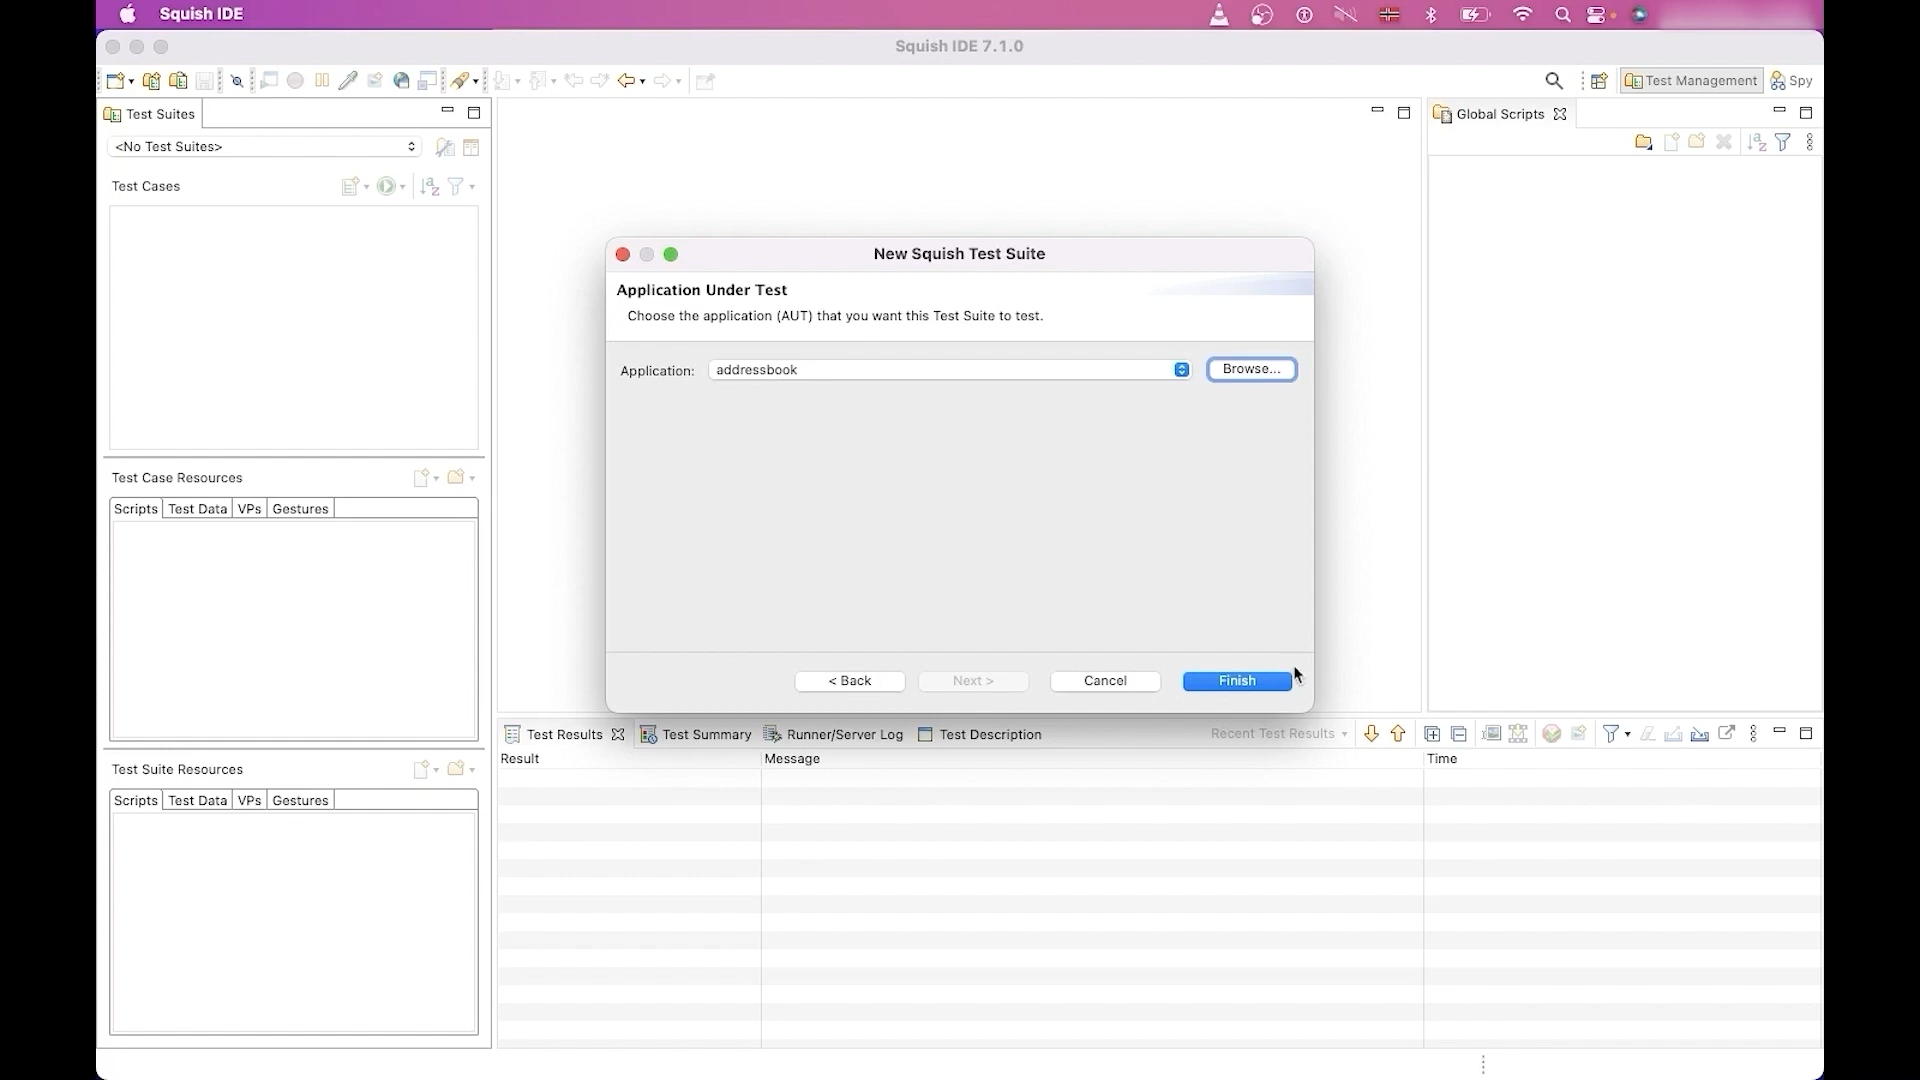 Squish IDE
Squish IDE 7.1.0
Test Management
Spy
Test Suites
Global Scripts
<No Test Suites>
Test Cases
New Squish Test Suite
Application Under Test
Choose the application (AUT) that you want this Test Suite to test.
Application:
addressbook
Browse...
Test Case Resources
Scripts
Test Data
VPs
Gestures
< Back
Next >
Cancel
Finish
Test Results
Test Summary
Runner/Server Log
Test Description
Recent Test Results
Result
Message
Time
Test Suite Resources
Scripts
Test Data
VPs
Gestures